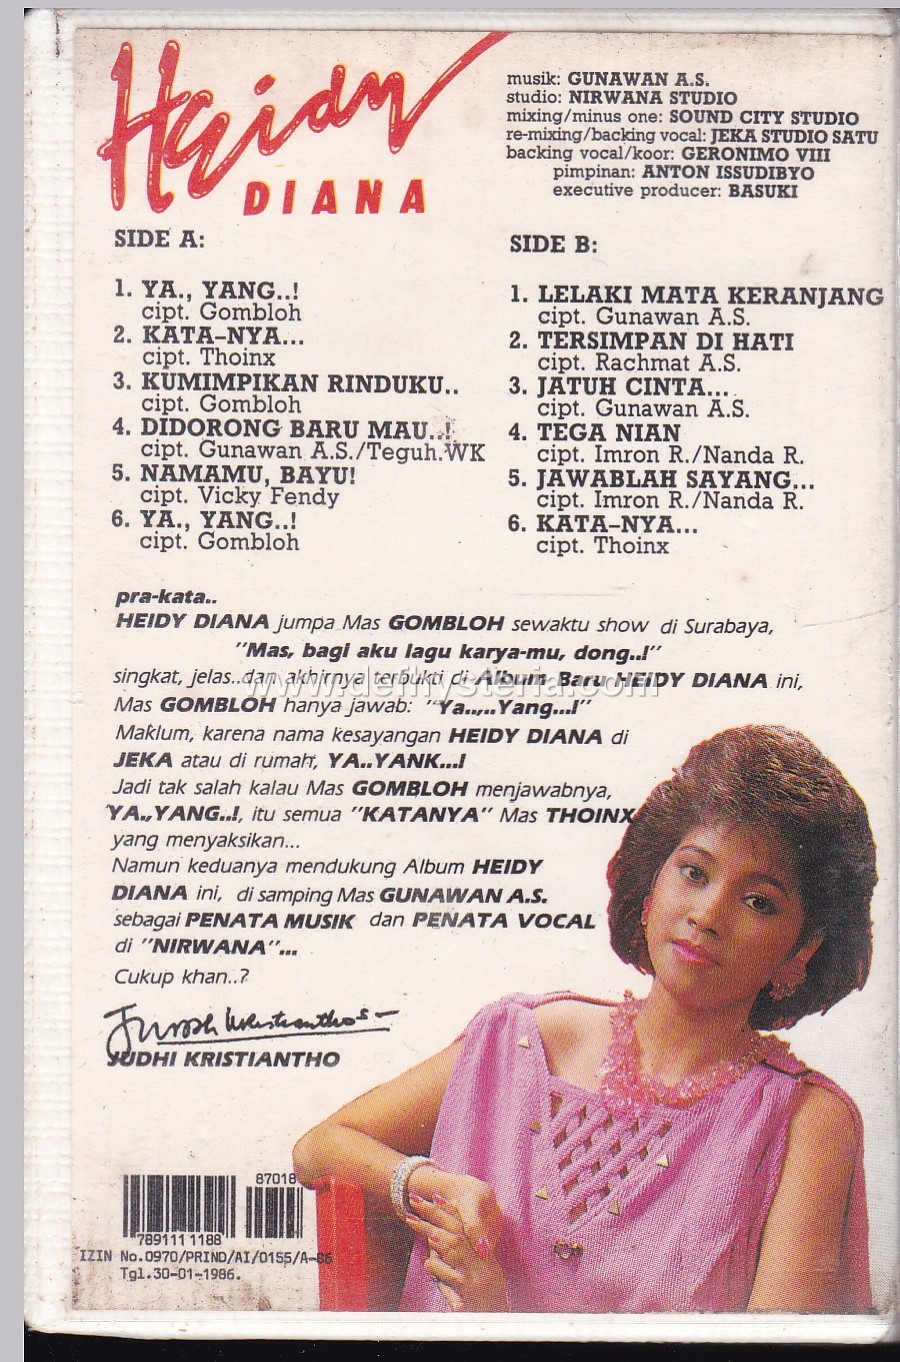 Heidy
DIANA
musik: GUNAWAN A.S.
studio: NIRWANA STUDIO
mixing/minus one: SOUND CITY STUDIO
re-mixing/backing vocal: JEKA STUDIO SATU
backing vocal/koor: GERONIMO VIII
pimpinan: ANTON ISSUDIBYO
executive producer: BASUKI
SIDE A:
1. YA., YANG..!
cipt. Gombloh
2. KATA-NYA...
cipt. Thoinx
3. KUMIMPIKAN RINDUKU..
cipt. Gombloh
4. DIDORONG BARU MAU..!
cipt. Gunawan A.S./Teguh.WK
5. NAMAMU, BAYU!
cipt. Vicky Fendy
6. YA., YANG..!
cipt. Gombloh
SIDE B:
1. LELAKI MATA KERANJANG
cipt. Gunawan A.S.
2. TERSIMPAN DI HATI
cipt. Rachmat A.S.
3. JATUH CINTA...
cipt. Gunawan A.S.
4. TEGA NIAN
cipt. Imron R./Nanda R.
5. JAWABLAH SAYANG...
cipt. Imron R./Nanda R.
6. KATA-NYA...
cipt. Thoinx
pra-kata..
HEIDY DIANA jumpa Mas GOMBLOH sewaktu show di Surabaya,
"Mas, bagi aku lagu karya-mu, dong..!"
singkat, jelas..dan akhirnya terbukti di Album Baru HEIDY DIANA ini,
www.defhysteria.com
Mas GOMBLOH hanya jawab: "Ya..,..Yang...!"
Maklum, karena nama kesayangan HEIDY DIANA di
JEKA atau di rumah, YA..YANK...!
Jadi tak salah kalau Mas GOMBLOH menjawabnya,
YA.,YANG..!, itu semua "KATANYA" Mas THOINX
yang menyaksikan...
Namun keduanya mendukung Album HEIDY
DIANA ini, di samping Mas GUNAWAN A.S.
sebagai PENATA MUSIK dan PENATA VOCAL
di "NIRWANA"...
Cukup khan..?
Judhi Kristianthos
JUDHI KRISTIANTHO
87018
789111 1188
IZIN No.0970/PRIND/AI/0155/A-86
Tgl.30-01-1986.